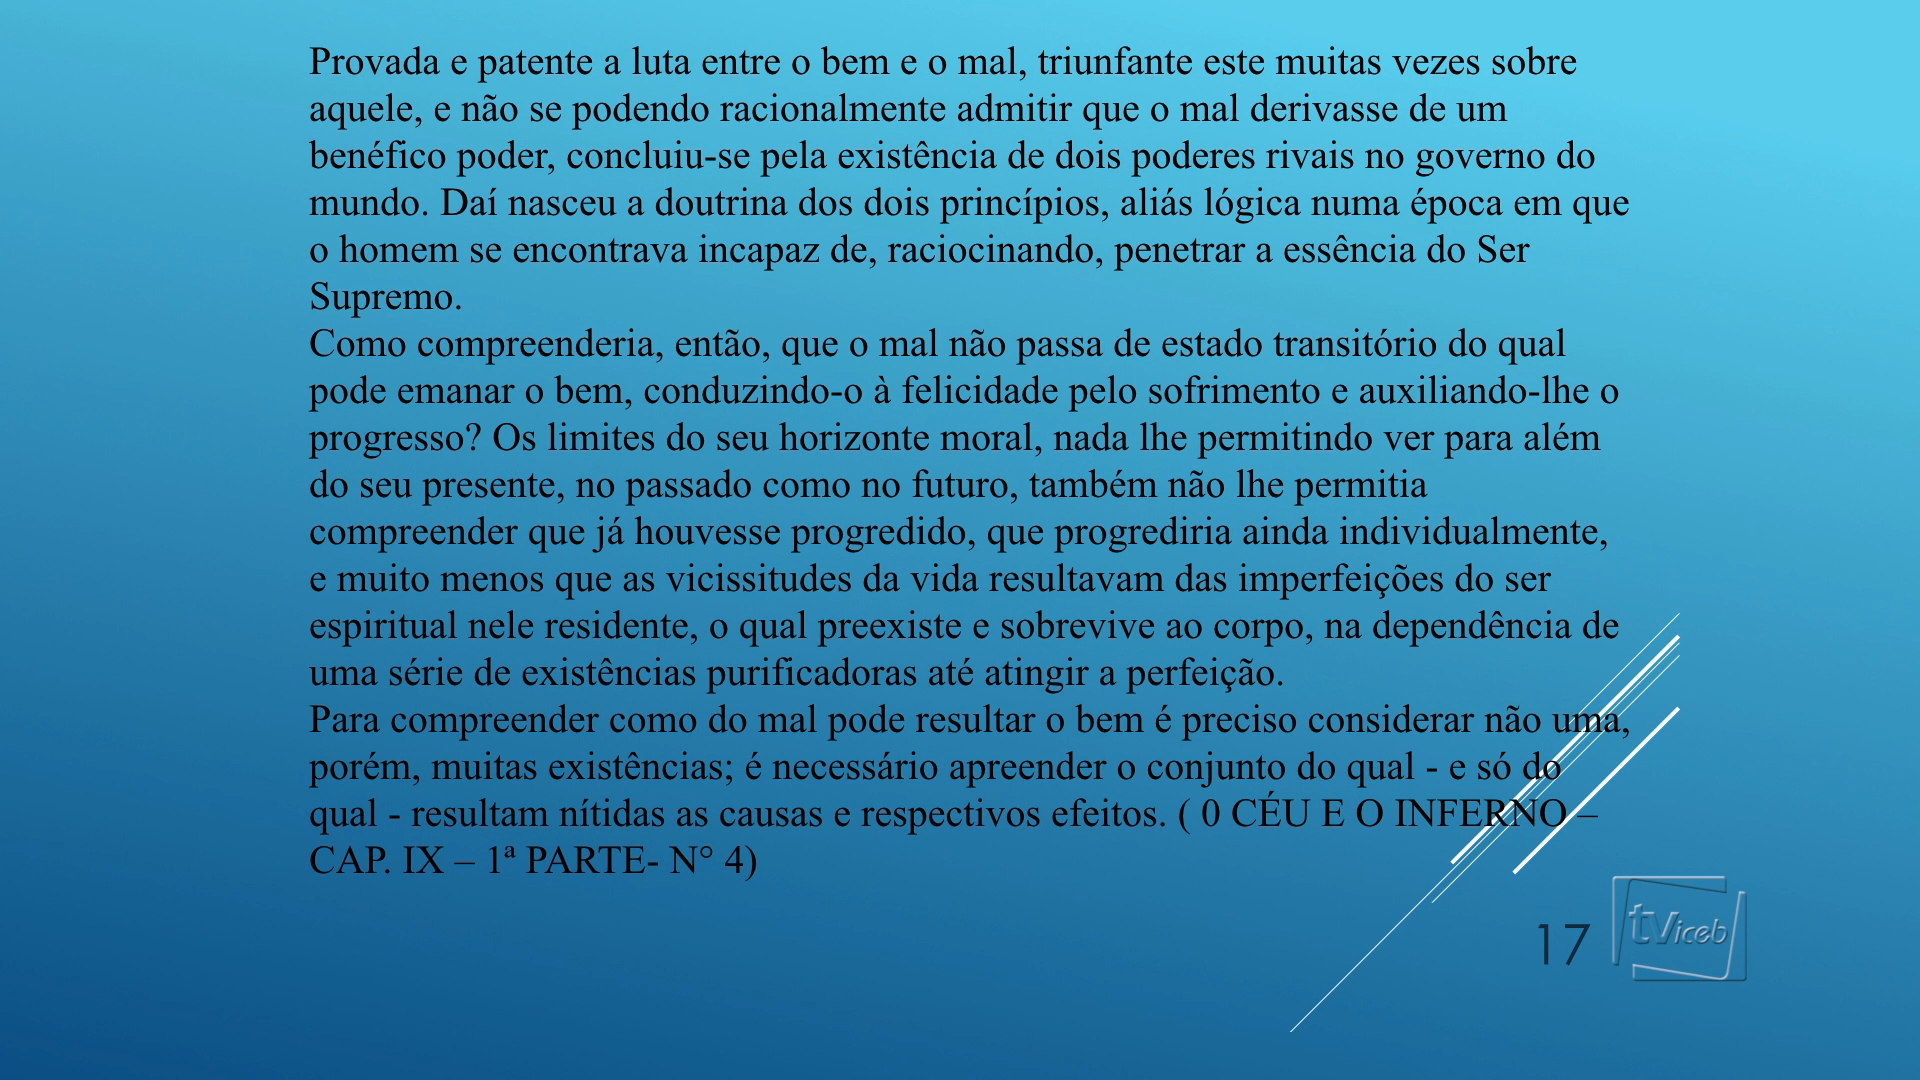 Provada e patente a luta entre o bem e o mal, triunfante este muitas vezes sobre
aquele, e não se podendo racionalmente admitir que o mal derivasse de um
benéfico poder, concluiu-se pela existência de dois poderes rivais no governo do
mundo. Daí nasceu a doutrina dos dois princípios, aliás lógica numa época em que
o homem se encontrava incapaz de, raciocinando, penetrar a essência do Ser
Supremo.
Como compreenderia, então, que o mal não passa de estado transitório do qual
pode emanar o bem, conduzindo-o à felicidade pelo sofrimento e auxiliando-lhe o
progresso? Os limites do seu horizonte moral, nada lhe permitindo ver para além
do seu presente, no passado como no futuro, também não lhe permitia
compreender que já houvesse progredido, que progrediria ainda individualmente,
e muito menos que as vicissitudes da vida resultavam das imperfeições do ser
espiritual nele residente, o qual preexiste e sobrevive ao corpo, na dependência de
uma série de existências purificadoras até atingir a perfeição.
Para compreender como do mal pode resultar o bem é preciso considerar não uma,
porém, muitas existências; é necessário apreender o conjunto do qual - e só do
qual - resultam nítidas as causas e respectivos efeitos. ( 0 CÉU E O INFERNO –
CAP. IX – 1ª PARTE- N° 4)
17
tViceb